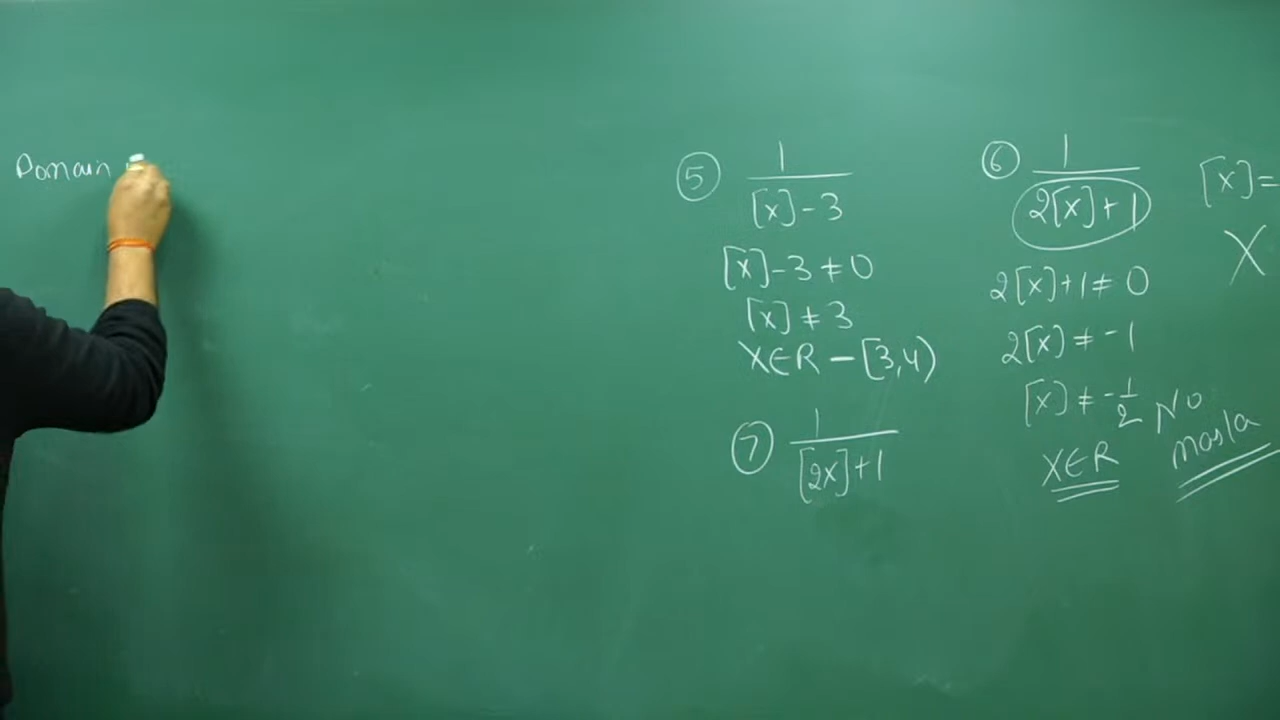 Domain
⑤ 1/([x]-3)
[x]-3≠0
[x]≠3
X∈R-[3,4)
⑦ 1/([2x]+1)
⑥ 1/(2[x]+1)
2[x]+1≠0
2[x]≠-1
[x]≠-1/2 No masla
X∈R
[x]=
X